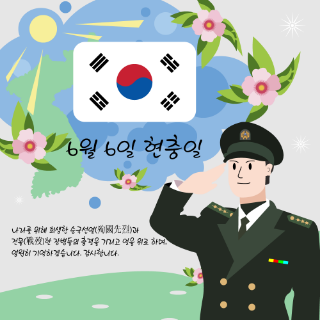 6월 6일 현충일
나라를 위해 희생한 순국선열(殉國先烈)과
전몰(戰歿)한 장병들의 충렬을 기리고 얼을 위로하며,
영원히 기억하겠습니다. 감사합니다.